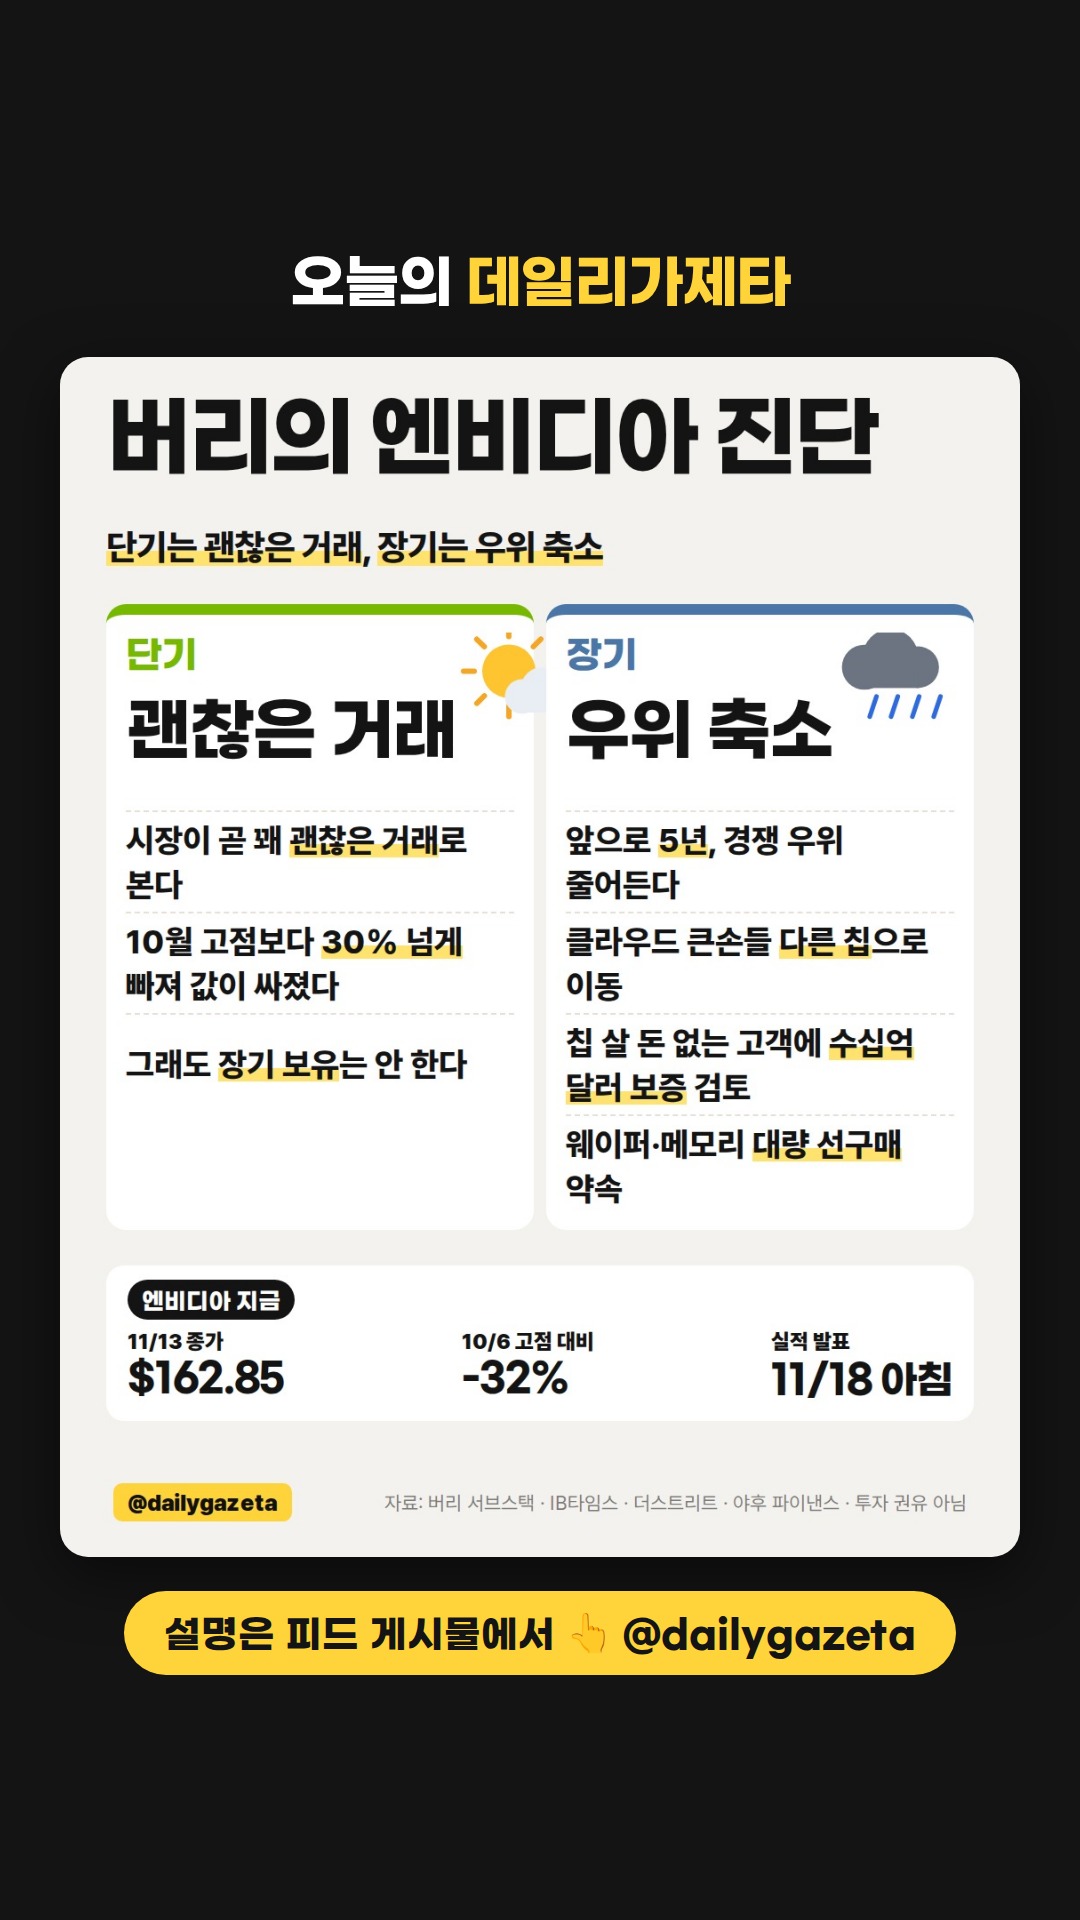 오늘의 데일리가제타
버리의 엔비디아 진단
단기는 괜찮은 거래, 장기는 우위 축소
단기
괜찮은 거래
시장이 곧 꽤 괜찮은 거래로
본다
10월 고점보다 30% 넘게
빠져 값이 싸졌다
그래도 장기 보유는 안 한다
장기
우위 축소
앞으로 5년, 경쟁 우위
줄어든다
클라우드 큰손들 다른 칩으로
이동
칩 살 돈 없는 고객에 수십억
달러 보증 검토
웨이퍼·메모리 대량 선구매
약속
엔비디아 지금
11/13 종가
$162.85
10/6 고점 대비
-32%
실적 발표
11/18 아침
@dailygazeta
자료: 버리 서브스택 · IB타임스 · 더스트리트 · 야후 파이낸스 · 투자 권유 아님
설명은 피드 게시물에서 👆 @dailygazeta